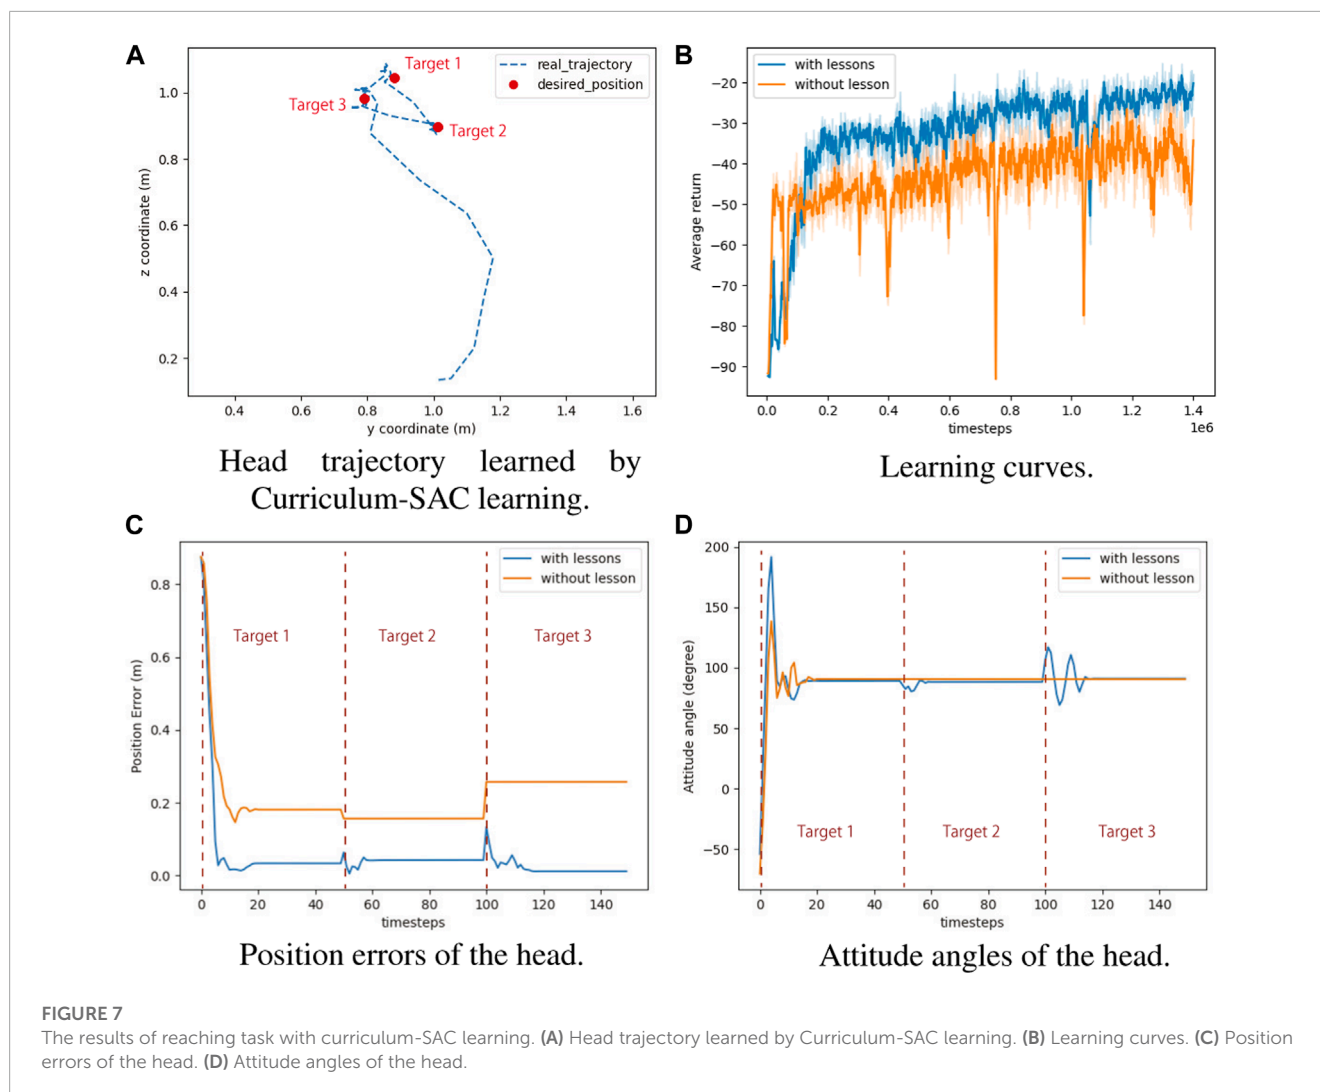 A
1.0
0.8
0.6
0.4
0.2
z coordinate (m)
0.4 0.6 0.8 1.0 1.2 1.4 1.6
y coordinate (m)
real_trajectory
desired_position
Target 1
Target 3
Target 2
Head trajectory learned by
Curriculum-SAC learning.
B
with lessons
without lesson
−20
−30
−40
−50
−60
−70
−80
−90
Average return
0.0 0.2 0.4 0.6 0.8 1.0 1.2 1.4
timesteps
1e6
Learning curves.
C
with lessons
without lesson
0.8
0.6
0.4
0.2
0.0
Position Error (m)
Target 1 Target 2 Target 3
0 20 40 60 80 100 120 140
timesteps
Position errors of the head.
D
with lessons
without lesson
200
150
100
50
0
−50
Attitude angle (degree)
Target 1 Target 2 Target 3
0 20 40 60 80 100 120 140
timesteps
Attitude angles of the head.
FIGURE 7
The results of reaching task with curriculum-SAC learning. (A) Head trajectory learned by Curriculum-SAC learning. (B) Learning curves. (C) Position
errors of the head. (D) Attitude angles of the head.